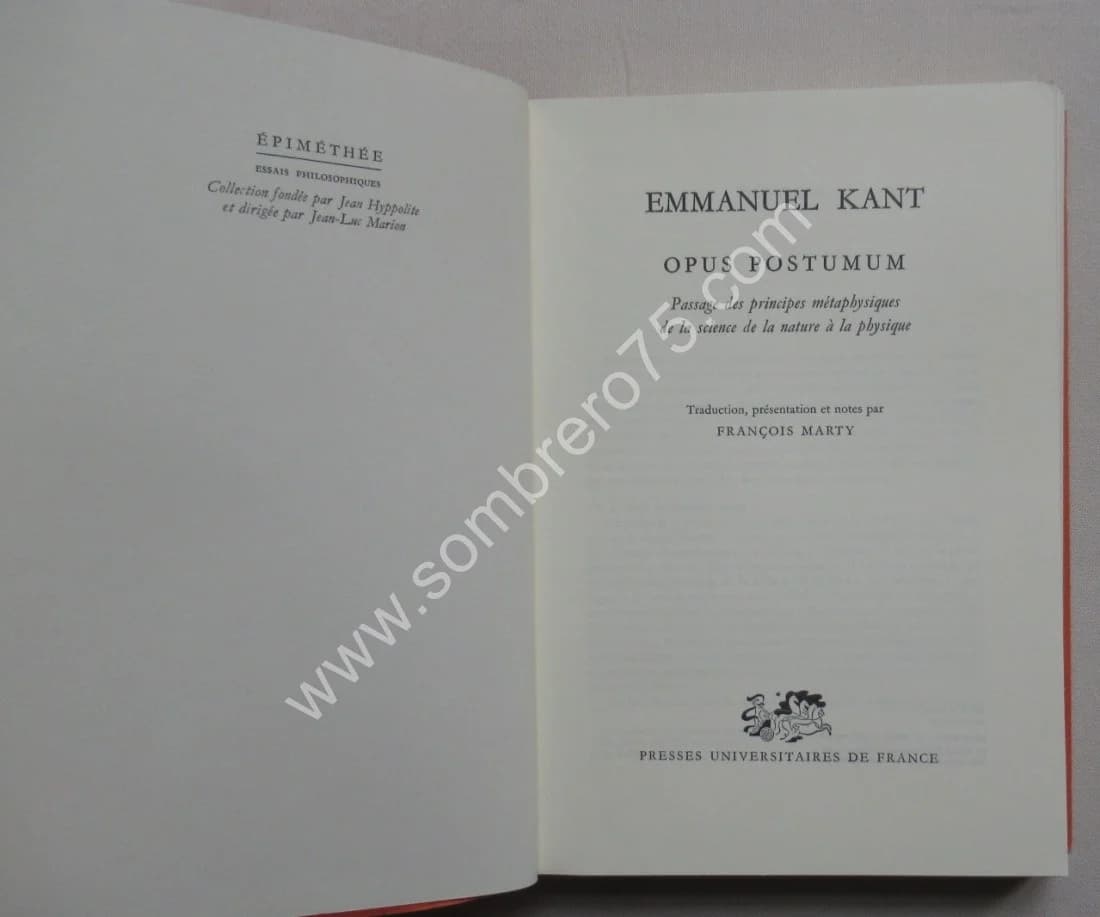 ÉPIMÉTHÉE
ESSAIS PHILOSOPHIQUES
Collection fondée par Jean Hyppolite
et dirigée par Jean-Luc Marion
EMMANUEL KANT
OPUS POSTUMUM
Passage des principes métaphysiques
de la science de la nature à la physique
Traduction, présentation et notes par
FRANÇOIS MARTY
PRESSES UNIVERSITAIRES DE FRANCE
www.sombrero75.com